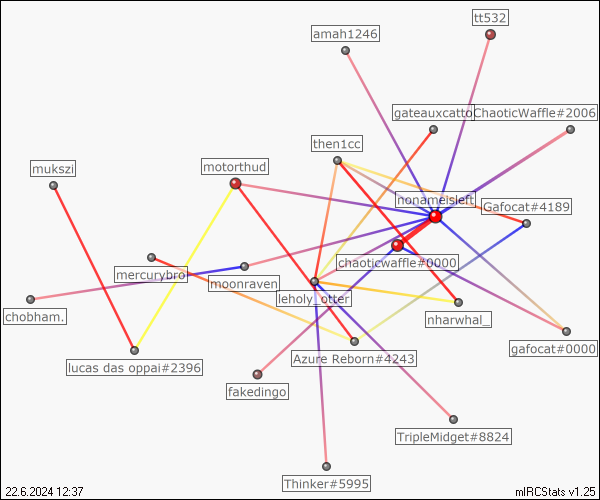 tt532
amah1246
gateauxcatto
ChaoticWaffle#2006
then1cc
mukszi
motorthud
nonameisleft
Gafocat#4189
chaoticwaffle#0000
mercurybro
moonraven
leholy_otter
chobham.
nharwhal_
gafocat#0000
Azure Reborn#4243
lucas das oppai#2396
fakedingo
TripleMidget#8824
Thinker#5995
22.6.2024 12:37
mIRCStats v1.25